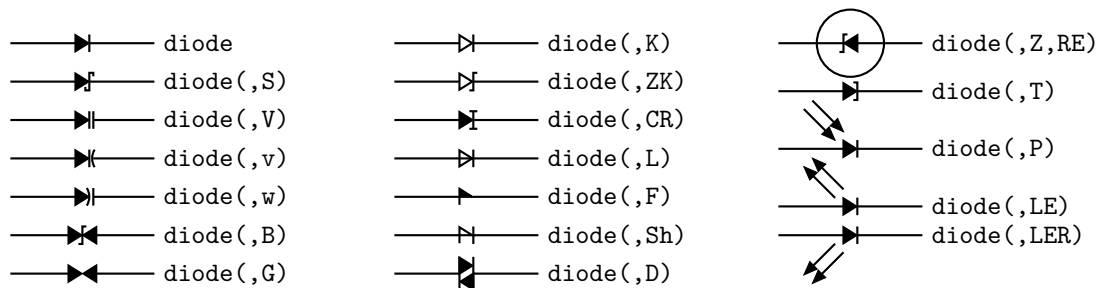 diode
diode(,S)
diode(,V)
diode(,v)
diode(,w)
diode(,B)
diode(,G)
diode(,K)
diode(,ZK)
diode(,CR)
diode(,L)
diode(,F)
diode(,Sh)
diode(,D)
diode(,Z,RE)
diode(,T)
diode(,P)
diode(,LE)
diode(,LER)